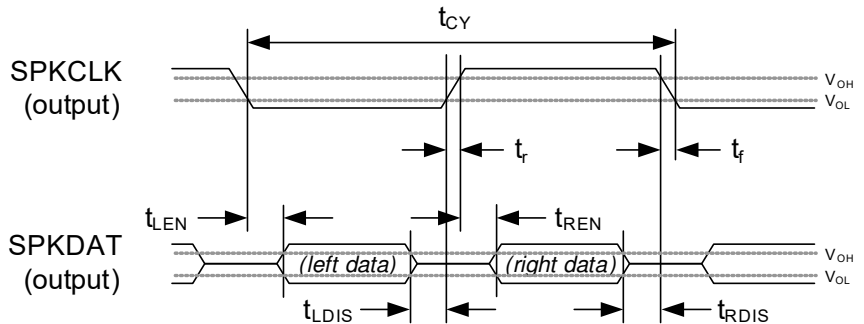 tCY
SPKCLK
(output)
VOH
VOL
tr
tf
tLEN
tREN
SPKDAT
(output)
(left data)
(right data)
VOH
VOL
tLDIS
tRDIS